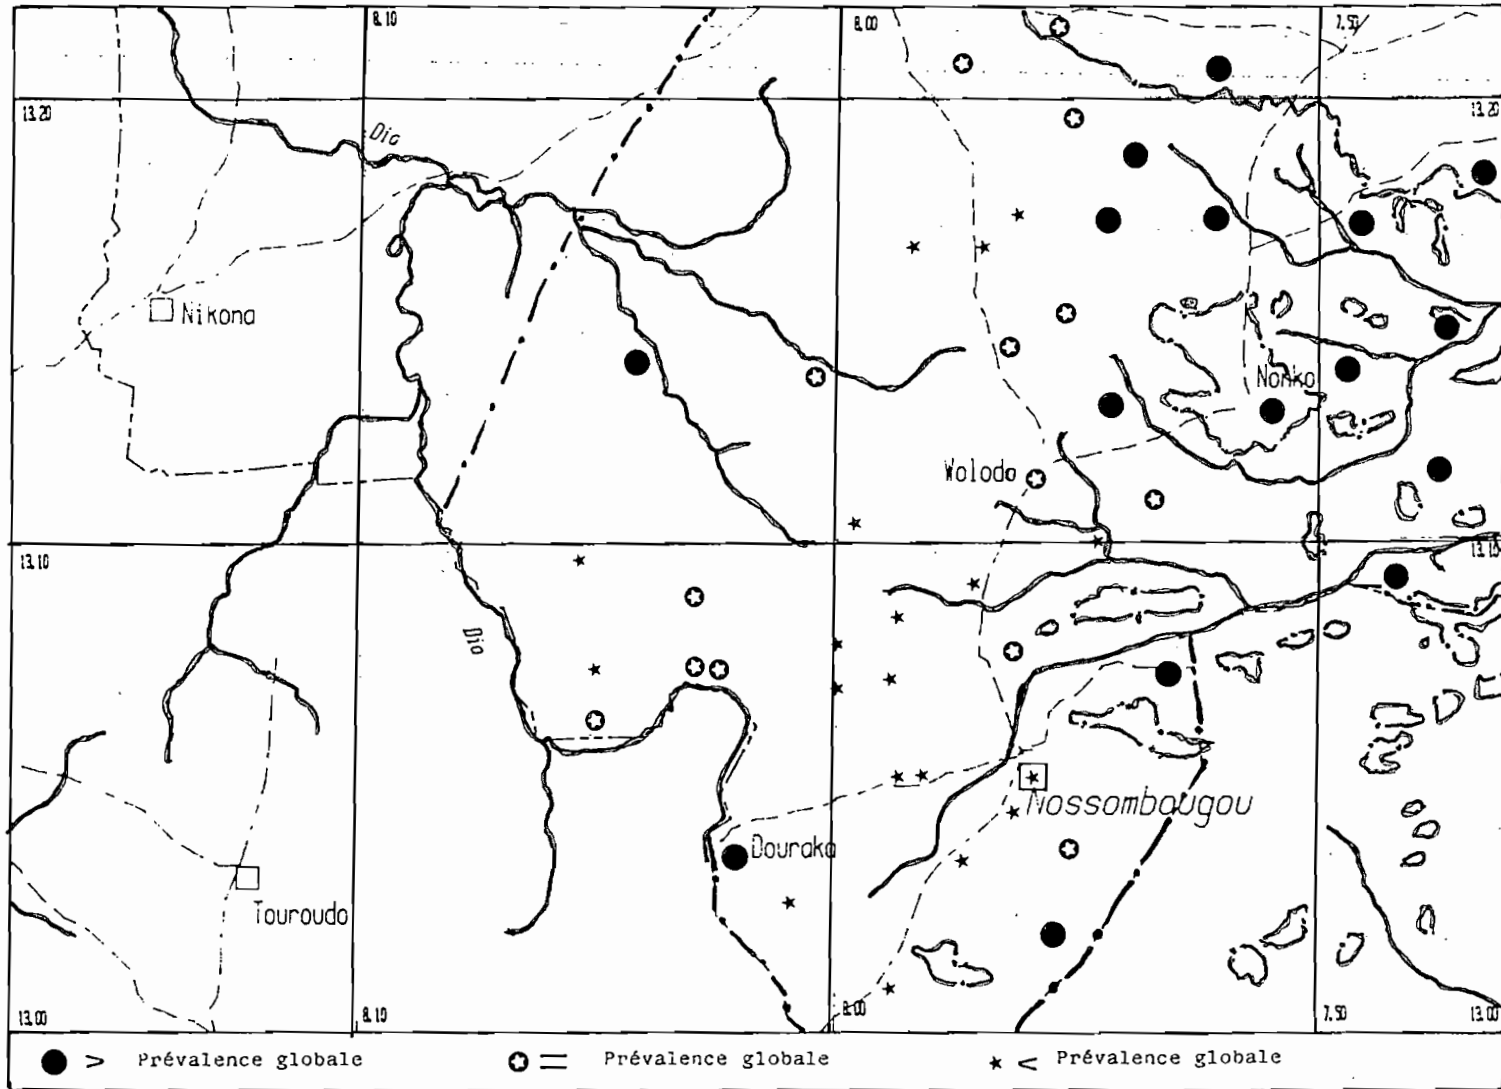 8.10
8.00
7.50
13.20
13.20
Dio
Nikona
Nonko
Wolodo
13.10
13.10
Dio
Nossombougou
Douraka
Touroudo
13.00
8.10
8.00
7.50
13.00
> Prévalence globale
= Prévalence globale
< Prévalence globale